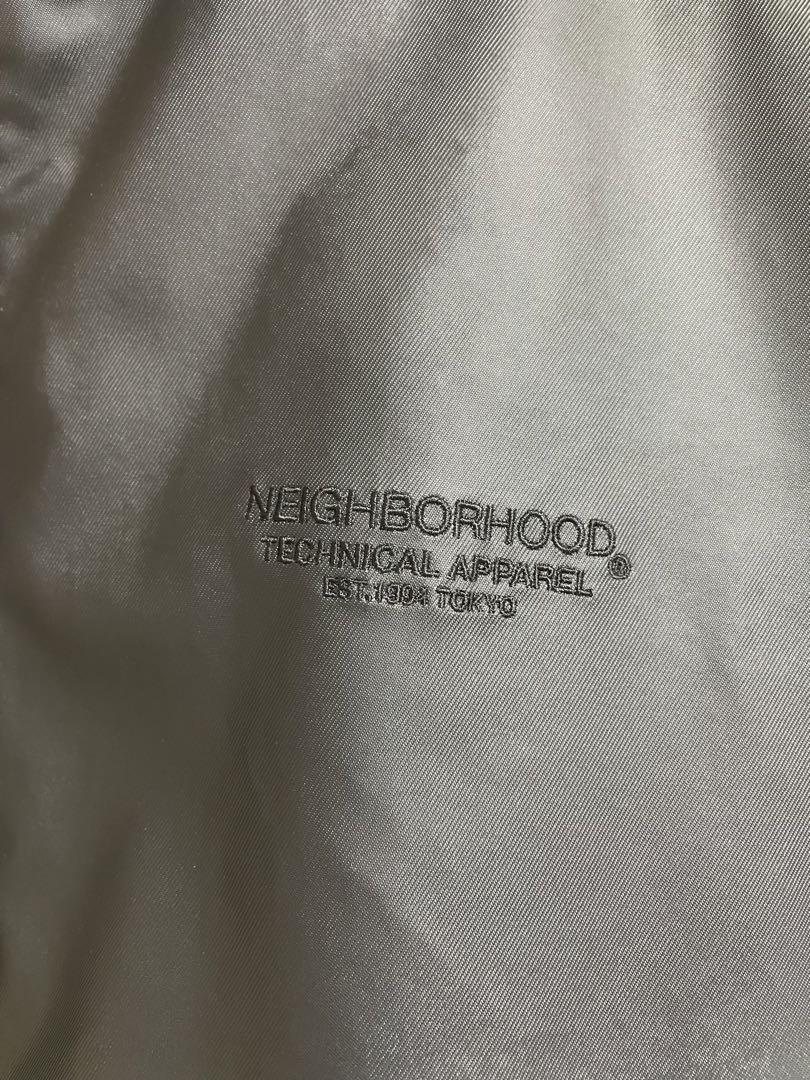 NEIGHBORHOOD®
TECHNICAL APPAREL
EST.1994 TOKYO